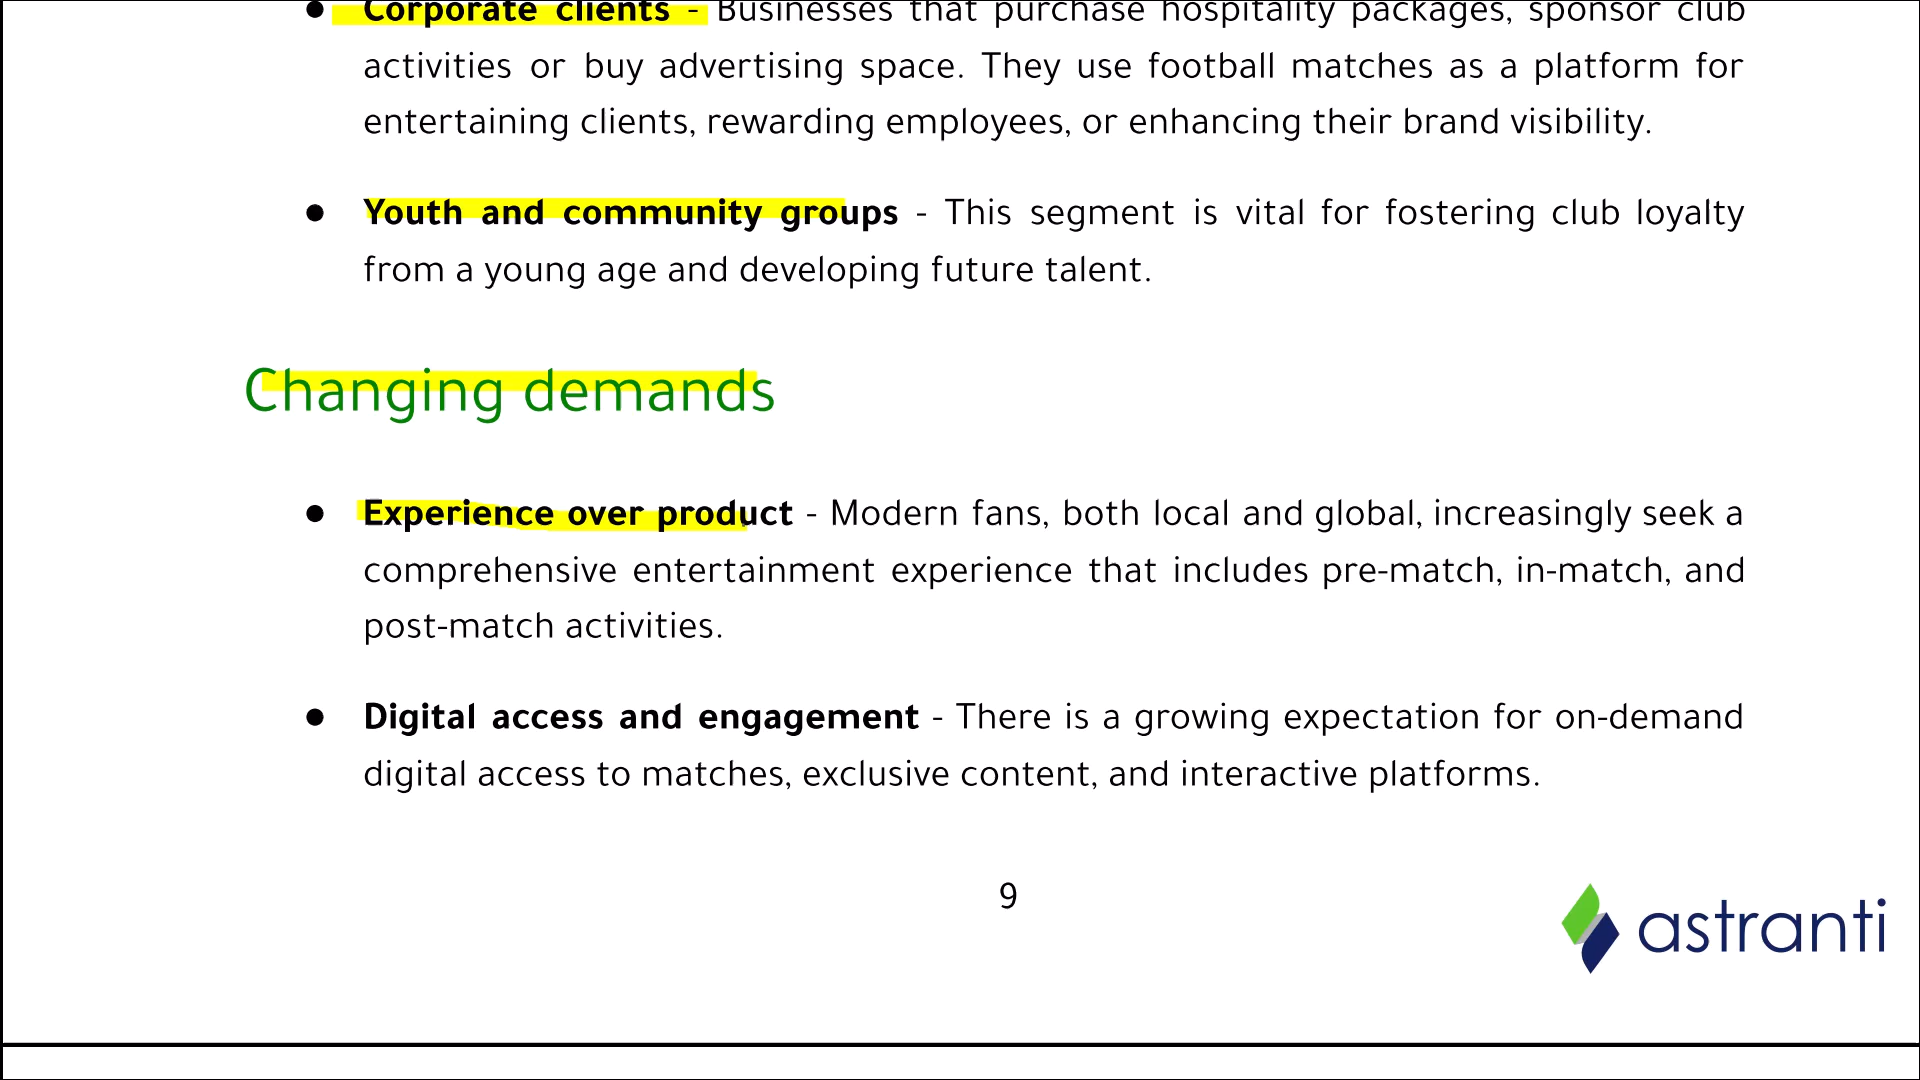 ● Corporate clients - Businesses that purchase hospitality packages, sponsor club
activities or buy advertising space. They use football matches as a platform for
entertaining clients, rewarding employees, or enhancing their brand visibility.
● Youth and community groups - This segment is vital for fostering club loyalty
from a young age and developing future talent.
Changing demands
● Experience over product - Modern fans, both local and global, increasingly seek a
comprehensive entertainment experience that includes pre-match, in-match, and
post-match activities.
● Digital access and engagement - There is a growing expectation for on-demand
digital access to matches, exclusive content, and interactive platforms.
9
astranti